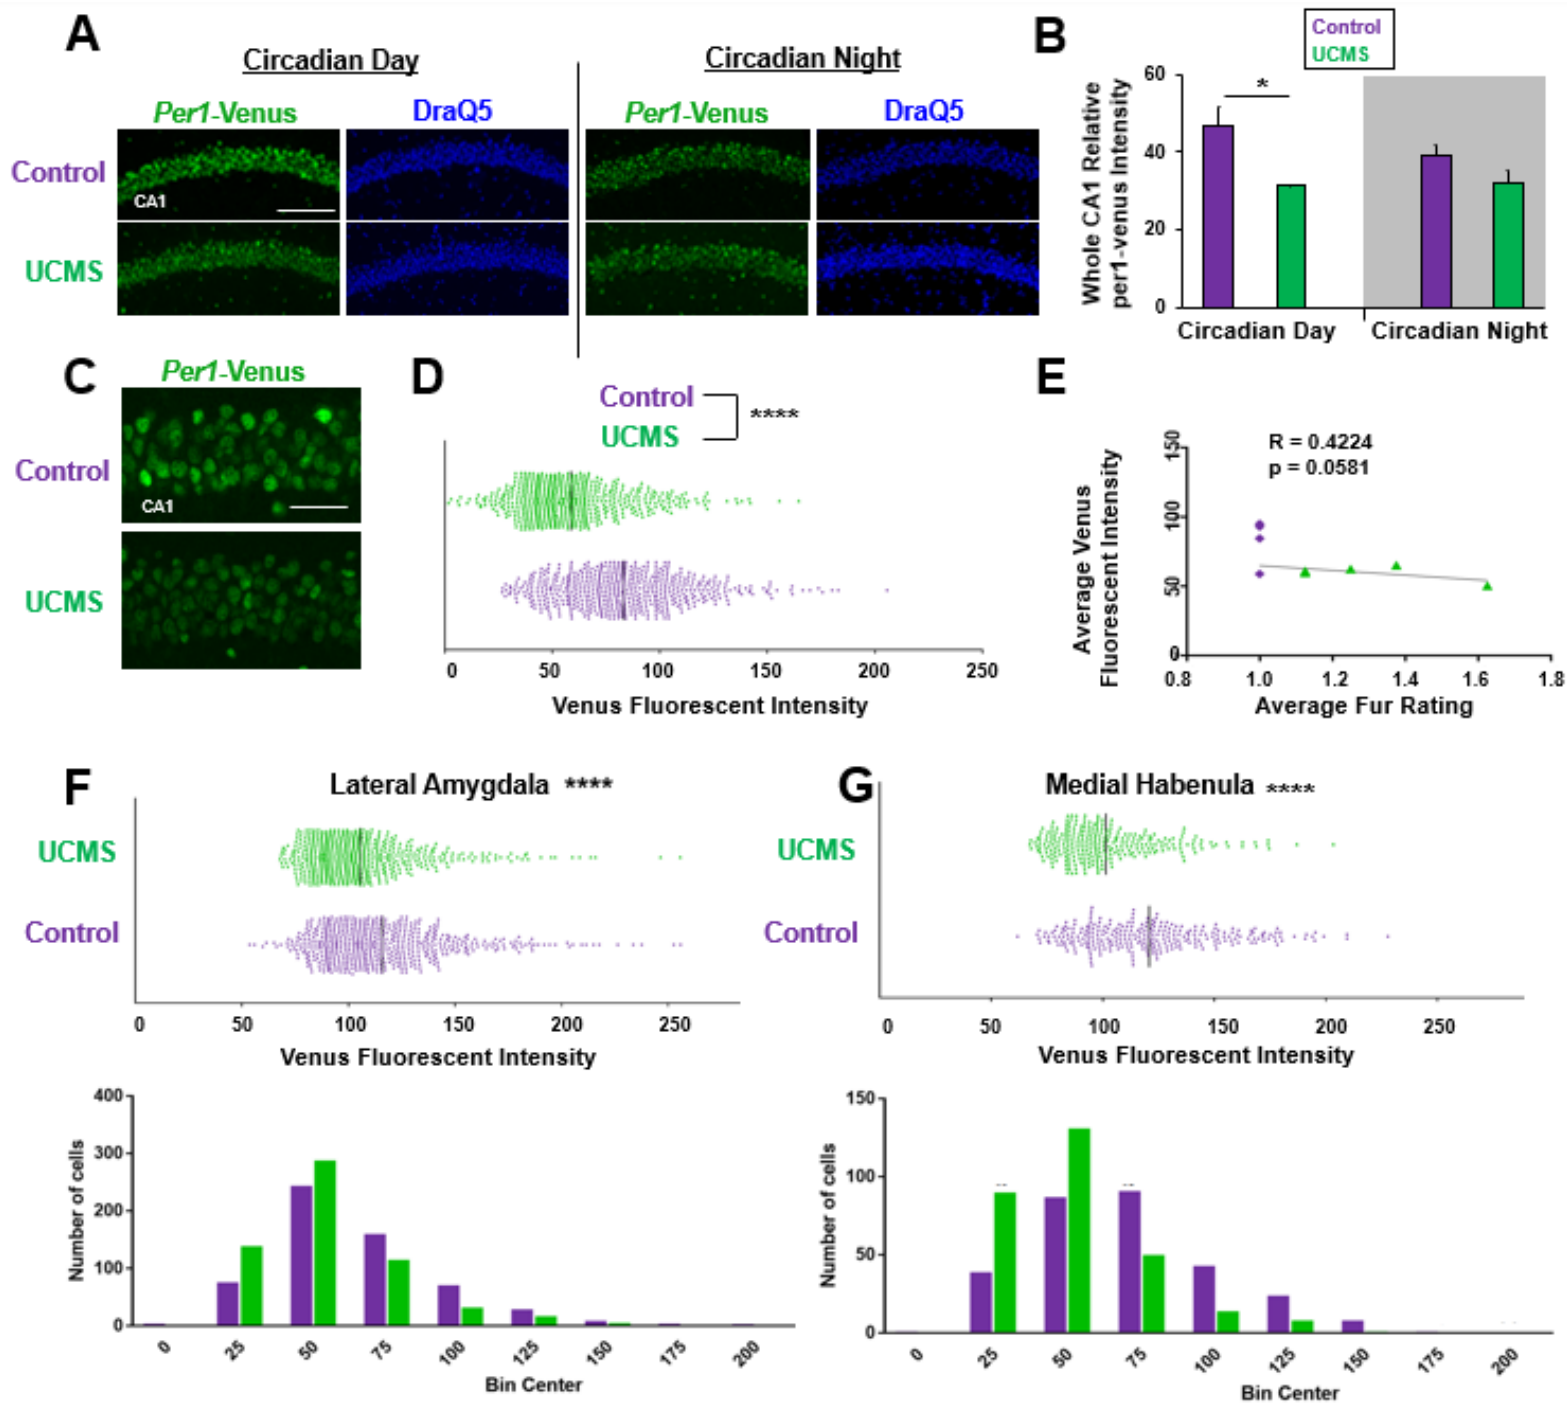 A
Circadian Day
Circadian Night
Per1-Venus
DraQ5
Per1-Venus
DraQ5
Control
CA1
UCMS
B
Control
UCMS
Whole CA1 Relative
per1-venus Intensity
60
40
20
0
*
Circadian Day
Circadian Night
C
Per1-Venus
Control
CA1
UCMS
D
Control
UCMS
****
0 50 100 150 200 250
Venus Fluorescent Intensity
E
Average Venus
Fluorescent Intensity
150
100
50
0
R = 0.4224
p = 0.0581
0.8 1.0 1.2 1.4 1.6 1.8
Average Fur Rating
F
Lateral Amygdala ****
UCMS
Control
0 50 100 150 200 250
Venus Fluorescent Intensity
Number of cells
400
300
200
100
0
0 25 50 75 100 125 150 175 200
Bin Center
G
Medial Habenula ****
UCMS
Control
0 50 100 150 200 250
Venus Fluorescent Intensity
Number of cells
150
100
50
0
0 25 50 75 100 125 150 175 200
Bin Center